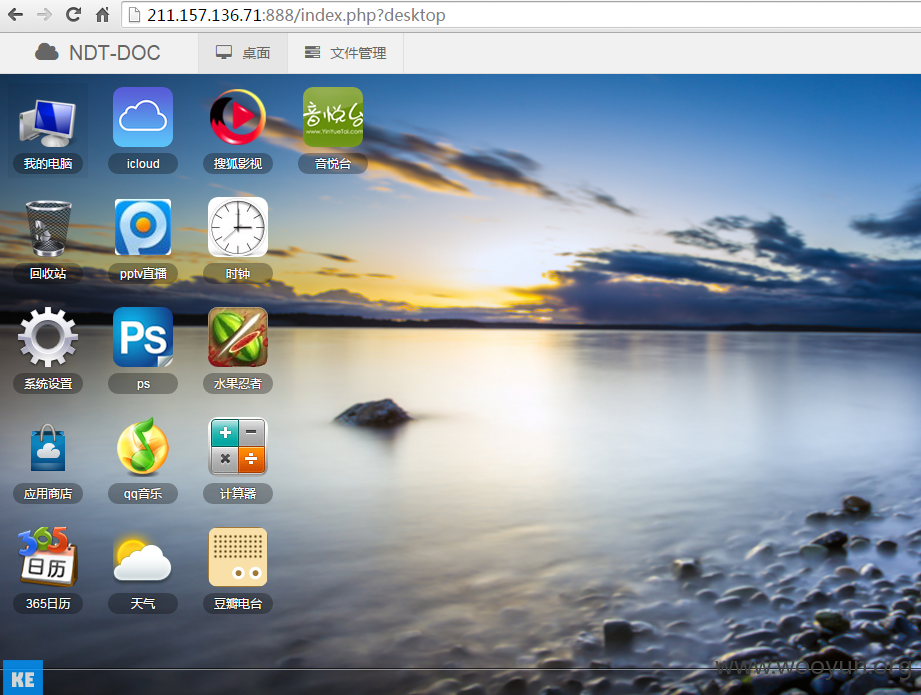 211.157.136.71:888/index.php?desktop
NDT-DOC 桌面 文件管理
音悦台
www.YinYueTai.com
我的电脑 icloud 搜狐影视 音悦台
回收站 pptv直播 时钟
Ps
系统设置 ps 水果忍者
应用商店 qq音乐 计算器
365
日历
365日历 天气 豆瓣电台
KE
www.wooyun.org